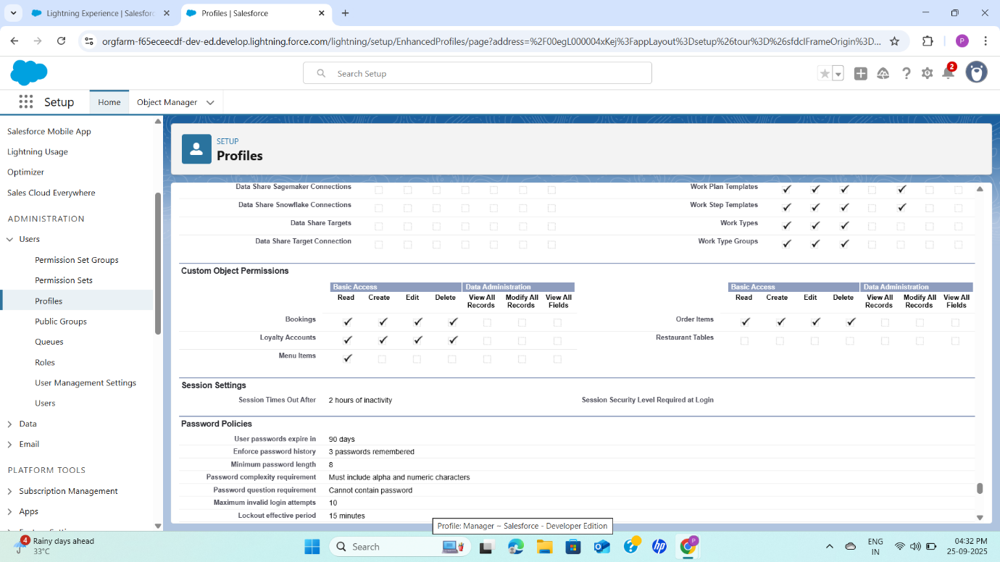 Lightning Experience | Salesforc
Profiles | Salesforce
orgfarm-f65eceecdf-dev-ed.develop.lightning.force.com/lightning/setup/EnhancedProfiles/page?address=%2F00egL000004xKej%3FappLayout%3Dsetup%26tour%3D%26sfdcIFrameOrigin%3D...
P
Search Setup
2
Setup
Home
Object Manager
Salesforce Mobile App
Lightning Usage
Optimizer
Sales Cloud Everywhere
ADMINISTRATION
Users
Permission Set Groups
Permission Sets
Profiles
Public Groups
Queues
Roles
User Management Settings
Users
Data
Email
PLATFORM TOOLS
Subscription Management
Apps
SETUP
Profiles
Data Share Sagemaker Connections
Work Plan Templates
Data Share Snowflake Connections
Work Step Templates
Data Share Targets
Work Types
Data Share Target Connection
Work Type Groups
Custom Object Permissions
Basic Access Data Administration
Read Create Edit Delete View All Records Modify All Records View All Fields
Bookings
Loyalty Accounts
Menu Items
Basic Access Data Administration
Read Create Edit Delete View All Records Modify All Records View All Fields
Order Items
Restaurant Tables
Session Settings
Session Times Out After 2 hours of inactivity
Session Security Level Required at Login
Password Policies
User passwords expire in 90 days
Enforce password history 3 passwords remembered
Minimum password length 8
Password complexity requirement Must include alpha and numeric characters
Password question requirement Cannot contain password
Maximum invalid login attempts 10
Lockout effective period 15 minutes
Profile: Manager ~ Salesforce - Developer Edition
4
Rainy days ahead
33°C
Search
hp
P
ENG
IN
04:32 PM
25-09-2025